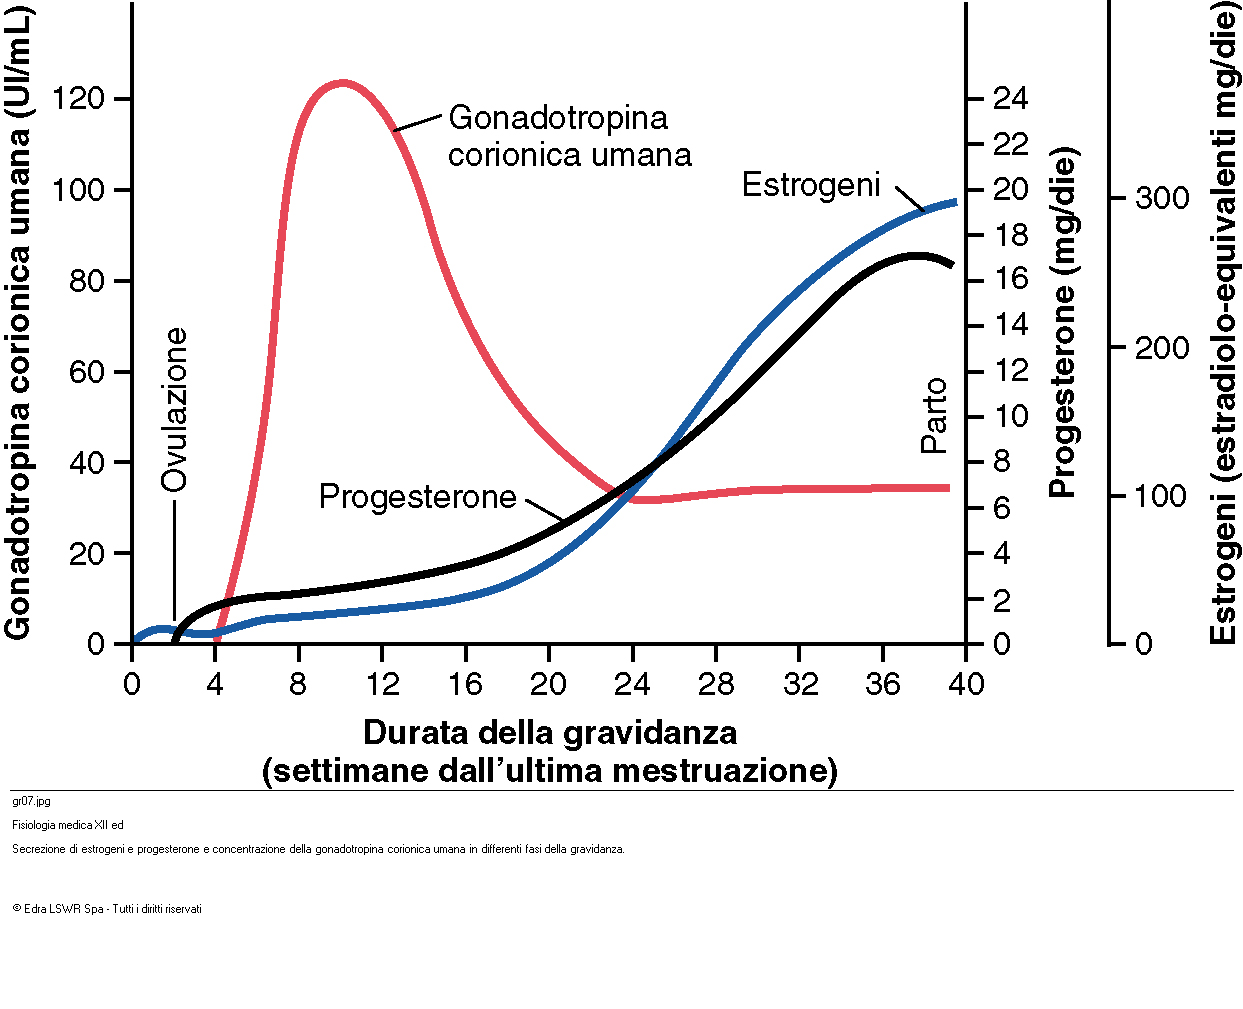 Gonadotropina corionica umana (UI/mL)
120
100
80
60
40
20
0
Ovulazione
Gonadotropina
corionica umana
Estrogeni
Progesterone
Parto
24
22
20
18
16
14
12
10
8
6
4
2
0
Progesterone (mg/die)
300
200
100
0
Estrogeni (estradiolo-equivalenti mg/die)
0 4 8 12 16 20 24 28 32 36 40
Durata della gravidanza
(settimane dall’ultima mestruazione)
gr07.jpg
Fisiologia medica XII ed
Secrezione di estrogeni e progesterone e concentrazione della gonadotropina corionica umana in differenti fasi della gravidanza.
© Edra LSWR Spa - Tutti i diritti riservati